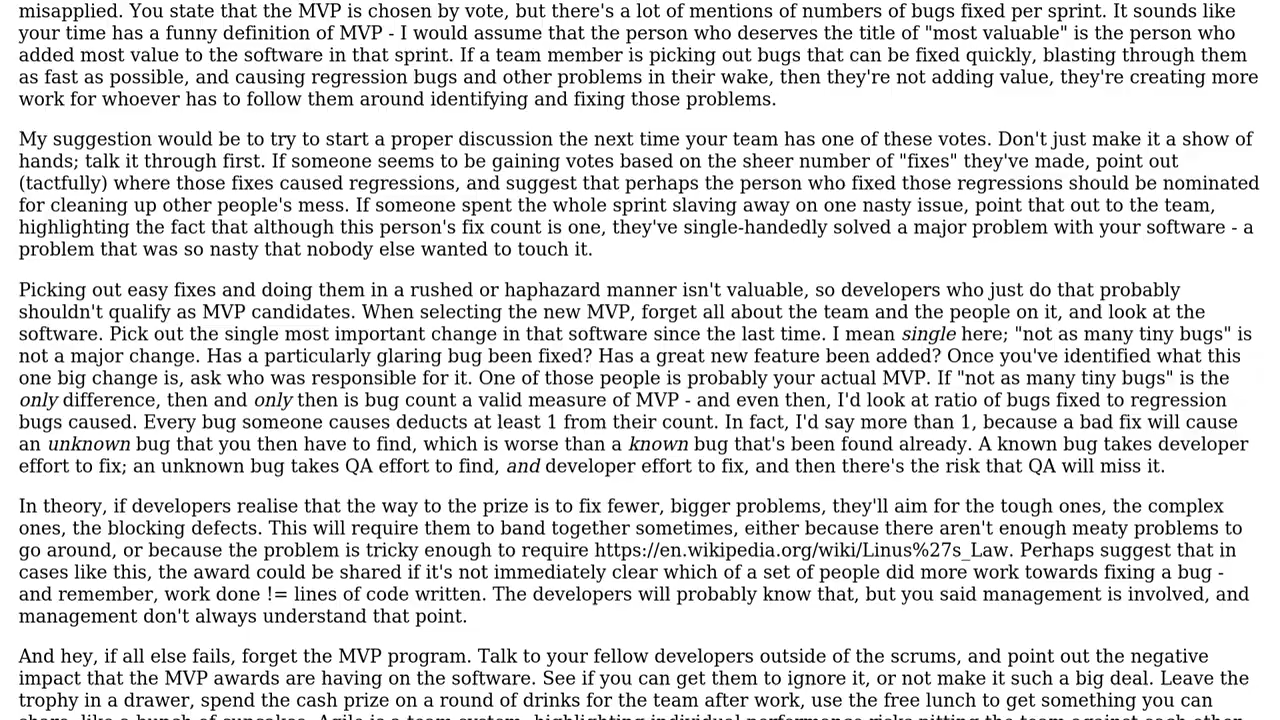 misapplied. You state that the MVP is chosen by vote, but there's a lot of mentions of numbers of bugs fixed per sprint. It sounds like
your time has a funny definition of MVP - I would assume that the person who deserves the title of "most valuable" is the person who
added most value to the software in that sprint. If a team member is picking out bugs that can be fixed quickly, blasting through them
as fast as possible, and causing regression bugs and other problems in their wake, then they're not adding value, they're creating more
work for whoever has to follow them around identifying and fixing those problems.
My suggestion would be to try to start a proper discussion the next time your team has one of these votes. Don't just make it a show of
hands; talk it through first. If someone seems to be gaining votes based on the sheer number of "fixes" they've made, point out
(tactfully) where those fixes caused regressions, and suggest that perhaps the person who fixed those regressions should be nominated
for cleaning up other people's mess. If someone spent the whole sprint slaving away on one nasty issue, point that out to the team,
highlighting the fact that although this person's fix count is one, they've single-handedly solved a major problem with your software - a
problem that was so nasty that nobody else wanted to touch it.
Picking out easy fixes and doing them in a rushed or haphazard manner isn't valuable, so developers who just do that probably
shouldn't qualify as MVP candidates. When selecting the new MVP, forget all about the team and the people on it, and look at the
software. Pick out the single most important change in that software since the last time. I mean single here; "not as many tiny bugs" is
not a major change. Has a particularly glaring bug been fixed? Has a great new feature been added? Once you've identified what this
one big change is, ask who was responsible for it. One of those people is probably your actual MVP. If "not as many tiny bugs" is the
only difference, then and only then is bug count a valid measure of MVP - and even then, I'd look at ratio of bugs fixed to regression
bugs caused. Every bug someone causes deducts at least 1 from their count. In fact, I'd say more than 1, because a bad fix will cause
an unknown bug that you then have to find, which is worse than a known bug that's been found already. A known bug takes developer
effort to fix; an unknown bug takes QA effort to find, and developer effort to fix, and then there's the risk that QA will miss it.
In theory, if developers realise that the way to the prize is to fix fewer, bigger problems, they'll aim for the tough ones, the complex
ones, the blocking defects. This will require them to band together sometimes, either because there aren't enough meaty problems to
go around, or because the problem is tricky enough to require https://en.wikipedia.org/wiki/Linus%27s_Law. Perhaps suggest that in
cases like this, the award could be shared if it's not immediately clear which of a set of people did more work towards fixing a bug -
and remember, work done != lines of code written. The developers will probably know that, but you said management is involved, and
management don't always understand that point.
And hey, if all else fails, forget the MVP program. Talk to your fellow developers outside of the scrums, and point out the negative
impact that the MVP awards are having on the software. See if you can get them to ignore it, or not make it such a big deal. Leave the
trophy in a drawer, spend the cash prize on a round of drinks for the team after work, use the free lunch to get something you can
share, like a bunch of cupcakes. Agile is a team system, highlighting individual performance risks pitting the team against each other